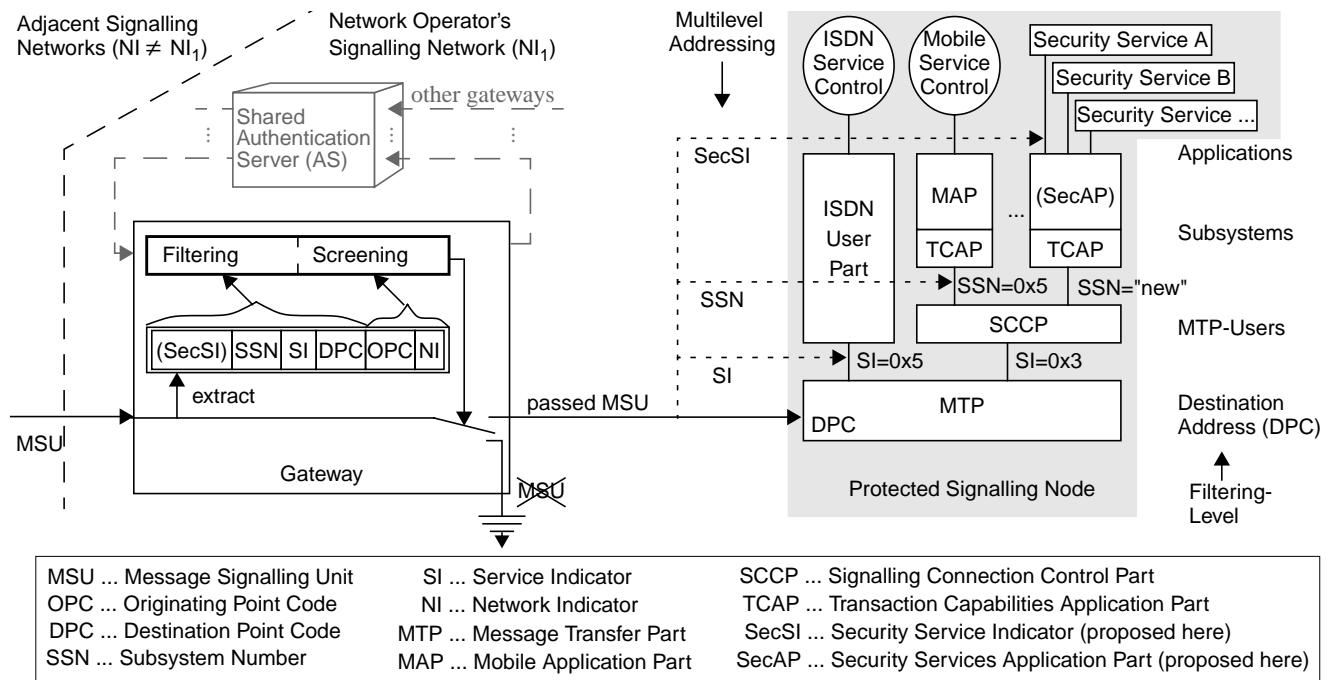 Adjacent Signalling
Networks (NI ≠ NI1)
Network Operator's
Signalling Network (NI1)
Multilevel
Addressing
ISDN
Service
Control
Mobile
Service
Control
Security Service A
Security Service B
Security Service ...
other gateways
Shared
Authentication
Server (AS)
...
...
...
SecSI
Applications
ISDN
User
Part
MAP
...
(SecAP)
TCAP
TCAP
Subsystems
Filtering
Screening
SSN
SSN=0x5
SSN="new"
(SecSI) SSN SI DPC OPC NI
SCCP
MTP-Users
SI
SI=0x5
SI=0x3
extract
MSU
passed MSU
MTP
DPC
Destination
Address (DPC)
Gateway
MSU
Protected Signalling Node
Filtering-
Level
MSU ... Message Signalling Unit
OPC ... Originating Point Code
DPC ... Destination Point Code
SSN ... Subsystem Number
SI ... Service Indicator
NI ... Network Indicator
MTP ... Message Transfer Part
MAP ... Mobile Application Part
SCCP ... Signalling Connection Control Part
TCAP ... Transaction Capabilities Application Part
SecSI ... Security Service Indicator (proposed here)
SecAP ... Security Services Application Part (proposed here)